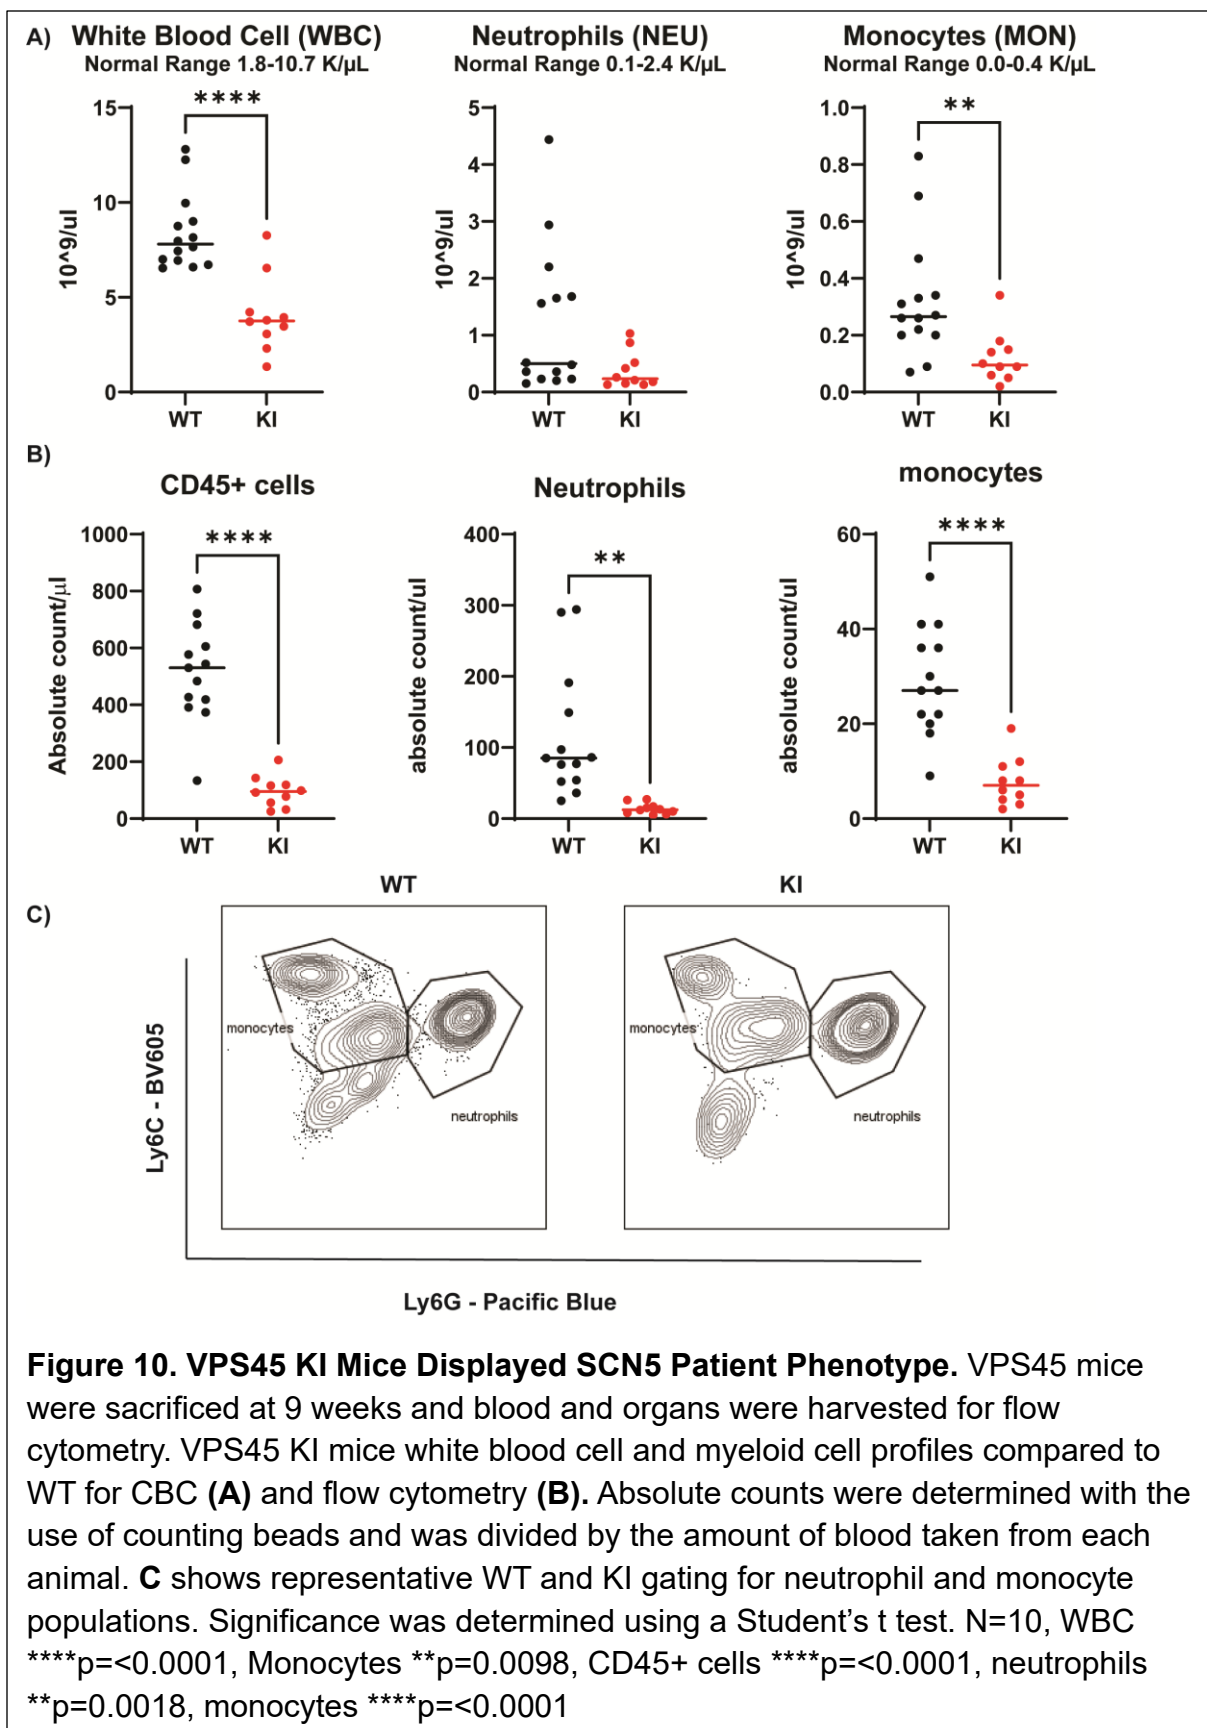 A)
White Blood Cell (WBC)
Normal Range 1.8-10.7 K/µL
****
15
10
5
0
10^9/ul
WT KI
Neutrophils (NEU)
Normal Range 0.1-2.4 K/µL
5
4
3
2
1
0
10^9/ul
WT KI
Monocytes (MON)
Normal Range 0.0-0.4 K/µL
**
1.0
0.8
0.6
0.4
0.2
0.0
10^9/ul
WT KI
B)
CD45+ cells
****
1000
800
600
400
200
0
Absolute count/µl
WT KI
Neutrophils
**
400
300
200
100
0
absolute count/ul
WT KI
monocytes
****
60
40
20
0
absolute count/ul
WT KI
C)
WT
monocytes
neutrophils
KI
monocytes
neutrophils
Ly6C - BV605
Ly6G - Pacific Blue
Figure 10. VPS45 KI Mice Displayed SCN5 Patient Phenotype. VPS45 mice
were sacrificed at 9 weeks and blood and organs were harvested for flow
cytometry. VPS45 KI mice white blood cell and myeloid cell profiles compared to
WT for CBC (A) and flow cytometry (B). Absolute counts were determined with the
use of counting beads and was divided by the amount of blood taken from each
animal. C shows representative WT and KI gating for neutrophil and monocyte
populations. Significance was determined using a Student's t test. N=10, WBC
****p=<0.0001, Monocytes **p=0.0098, CD45+ cells ****p=<0.0001, neutrophils
**p=0.0018, monocytes ****p=<0.0001